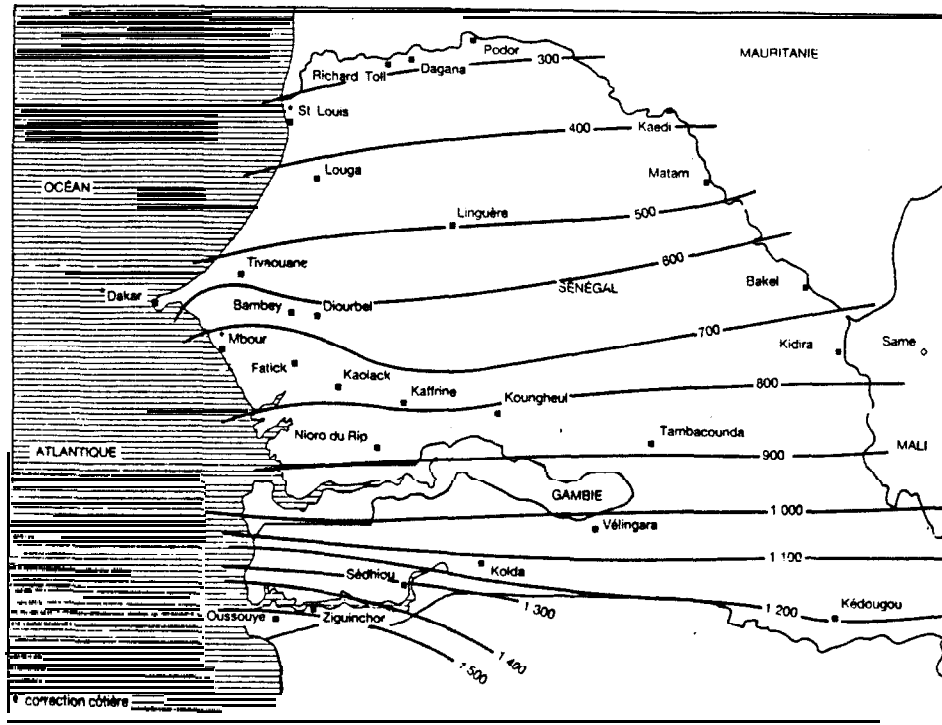 Podor
MAURITANIE
300
Richard Toll
Dagana
* St Louis
Kaedi
400
Louga
Matam
OCÉAN
Linguère
500
Tivaouane
600
SÉNÉGAL
Bakel
* Dakar
Bambey
Diourbel
* Mbour
700
Kidira
Same
Fatick
Kaolack
Kaffrine
800
Koungheul
Nioro du Rip
Tambacounda
MALI
ATLANTIQUE
900
GAMBIE
1 000
Vélingara
1 100
Kolda
Sédhiou
1 300
1 200
Kédougou
Oussouye
Ziguinchor
1 400
1 500
* correction côtière